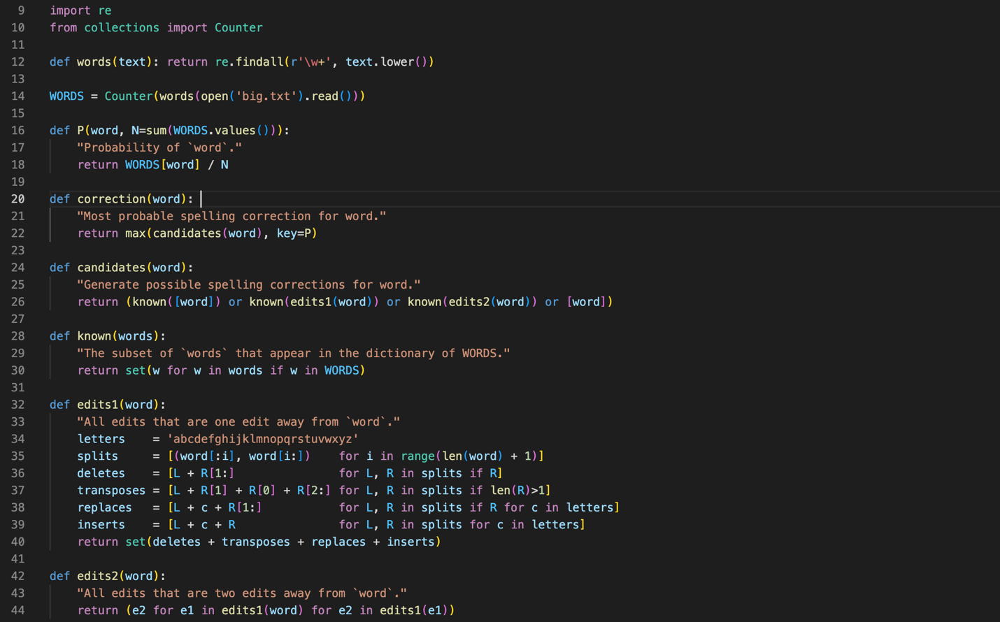 9 import re
10 from collections import Counter
11
12 def words(text): return re.findall(r'\w+', text.lower())
13
14 WORDS = Counter(words(open('big.txt').read()))
15
16 def P(word, N=sum(WORDS.values())):
17     "Probability of `word`."
18     return WORDS[word] / N
19
20 def correction(word):
21     "Most probable spelling correction for word."
22     return max(candidates(word), key=P)
23
24 def candidates(word):
25     "Generate possible spelling corrections for word."
26     return (known([word]) or known(edits1(word)) or known(edits2(word)) or [word])
27
28 def known(words):
29     "The subset of `words` that appear in the dictionary of WORDS."
30     return set(w for w in words if w in WORDS)
31
32 def edits1(word):
33     "All edits that are one edit away from `word`."
34     letters    = 'abcdefghijklmnopqrstuvwxyz'
35     splits     = [(word[:i], word[i:])    for i in range(len(word) + 1)]
36     deletes    = [L + R[1:]               for L, R in splits if R]
37     transposes = [L + R[1] + R[0] + R[2:] for L, R in splits if len(R)>1]
38     replaces   = [L + c + R[1:]           for L, R in splits if R for c in letters]
39     inserts    = [L + c + R               for L, R in splits for c in letters]
40     return set(deletes + transposes + replaces + inserts)
41
42 def edits2(word):
43     "All edits that are two edits away from `word`."
44     return (e2 for e1 in edits1(word) for e2 in edits1(e1))